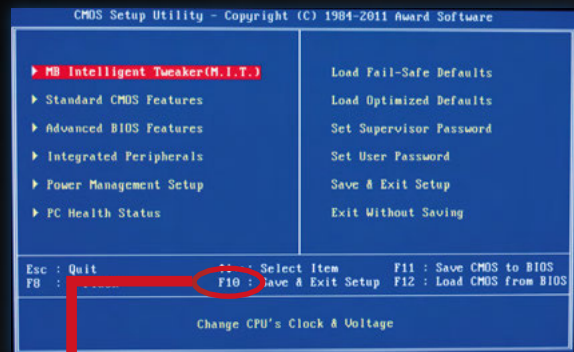 CMOS Setup Utility - Copyright (C) 1984-2011 Award Software
MB Intelligent Tweaker(M.I.T.)
Standard CMOS Features
Advanced BIOS Features
Integrated Peripherals
Power Management Setup
PC Health Status
Load Fail-Safe Defaults
Load Optimized Defaults
Set Supervisor Password
Set User Password
Save & Exit Setup
Exit Without Saving
Esc : Quit Select Item F11 : Save CMOS to BIOS
F8 : F10 : Save & Exit Setup F12 : Load CMOS from BIOS
Change CPU's Clock & Voltage